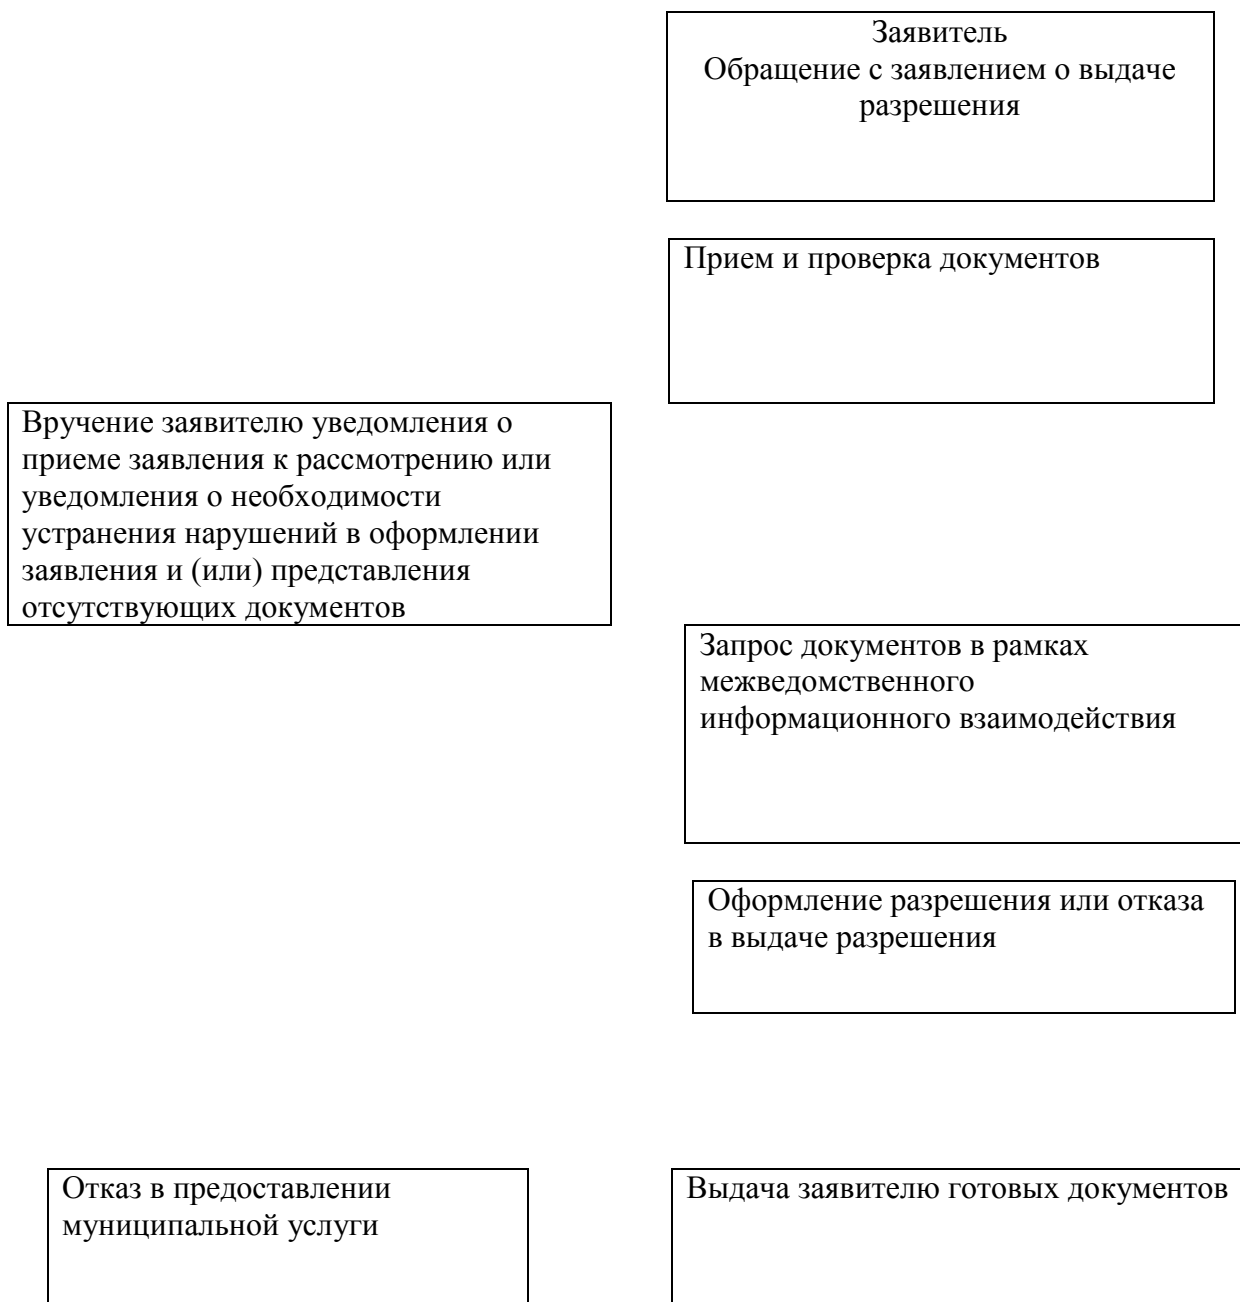 Заявитель
Обращение с заявлением о выдаче
разрешения
Прием и проверка документов
Вручение заявителю уведомления о
приеме заявления к рассмотрению или
уведомления о необходимости
устранения нарушений в оформлении
заявления и (или) представления
отсутствующих документов
Запрос документов в рамках
межведомственного
информационного взаимодействия
Оформление разрешения или отказа
в выдаче разрешения
Отказ в предоставлении
муниципальной услуги
Выдача заявителю готовых документов